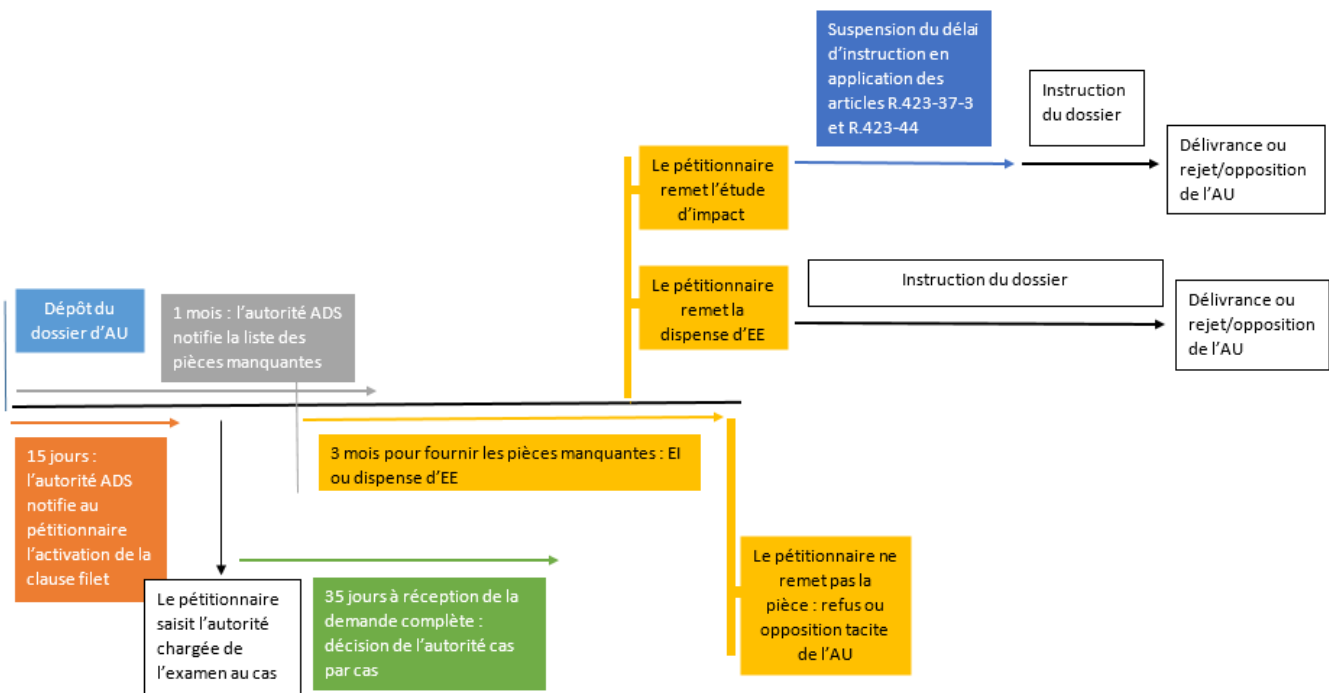 Suspension du délai
d'instruction en
application des
articles R.423-37-3
et R.423-44
Instruction
du dossier
Délivrance ou
rejet/opposition
de l'AU
Le pétitionnaire
remet l'étude
d'impact
Le pétitionnaire
remet la
dispense d'EE
Instruction du dossier
Délivrance ou
rejet/opposition
de l'AU
Dépôt du
dossier d'AU
1 mois : l'autorité ADS
notifie la liste des
pièces manquantes
15 jours :
l'autorité ADS
notifie au
pétitionnaire
l'activation de la
clause filet
3 mois pour fournir les pièces manquantes : EI
ou dispense d'EE
Le pétitionnaire
saisit l'autorité
chargée de
l'examen au cas
35 jours à réception de la
demande complète :
décision de l'autorité cas
par cas
Le pétitionnaire ne
remet pas la
pièce : refus ou
opposition tacite
de l'AU